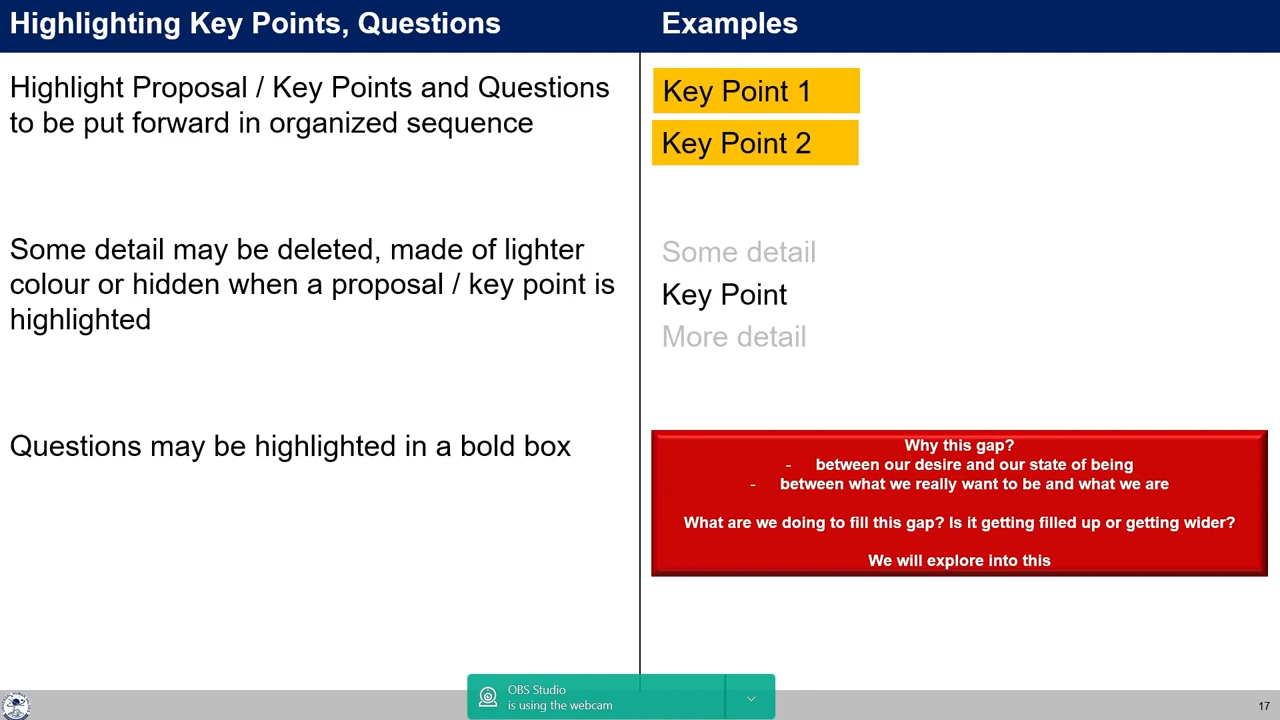 Highlighting Key Points, Questions
Examples
Highlight Proposal / Key Points and Questions
to be put forward in organized sequence
Key Point 1
Key Point 2
Some detail may be deleted, made of lighter
colour or hidden when a proposal / key point is
highlighted
Some detail
Key Point
More detail
Questions may be highlighted in a bold box
Why this gap?
- between our desire and our state of being
- between what we really want to be and what we are
What are we doing to fill this gap? Is it getting filled up or getting wider?
We will explore into this
OBS Studio
is using the webcam
17